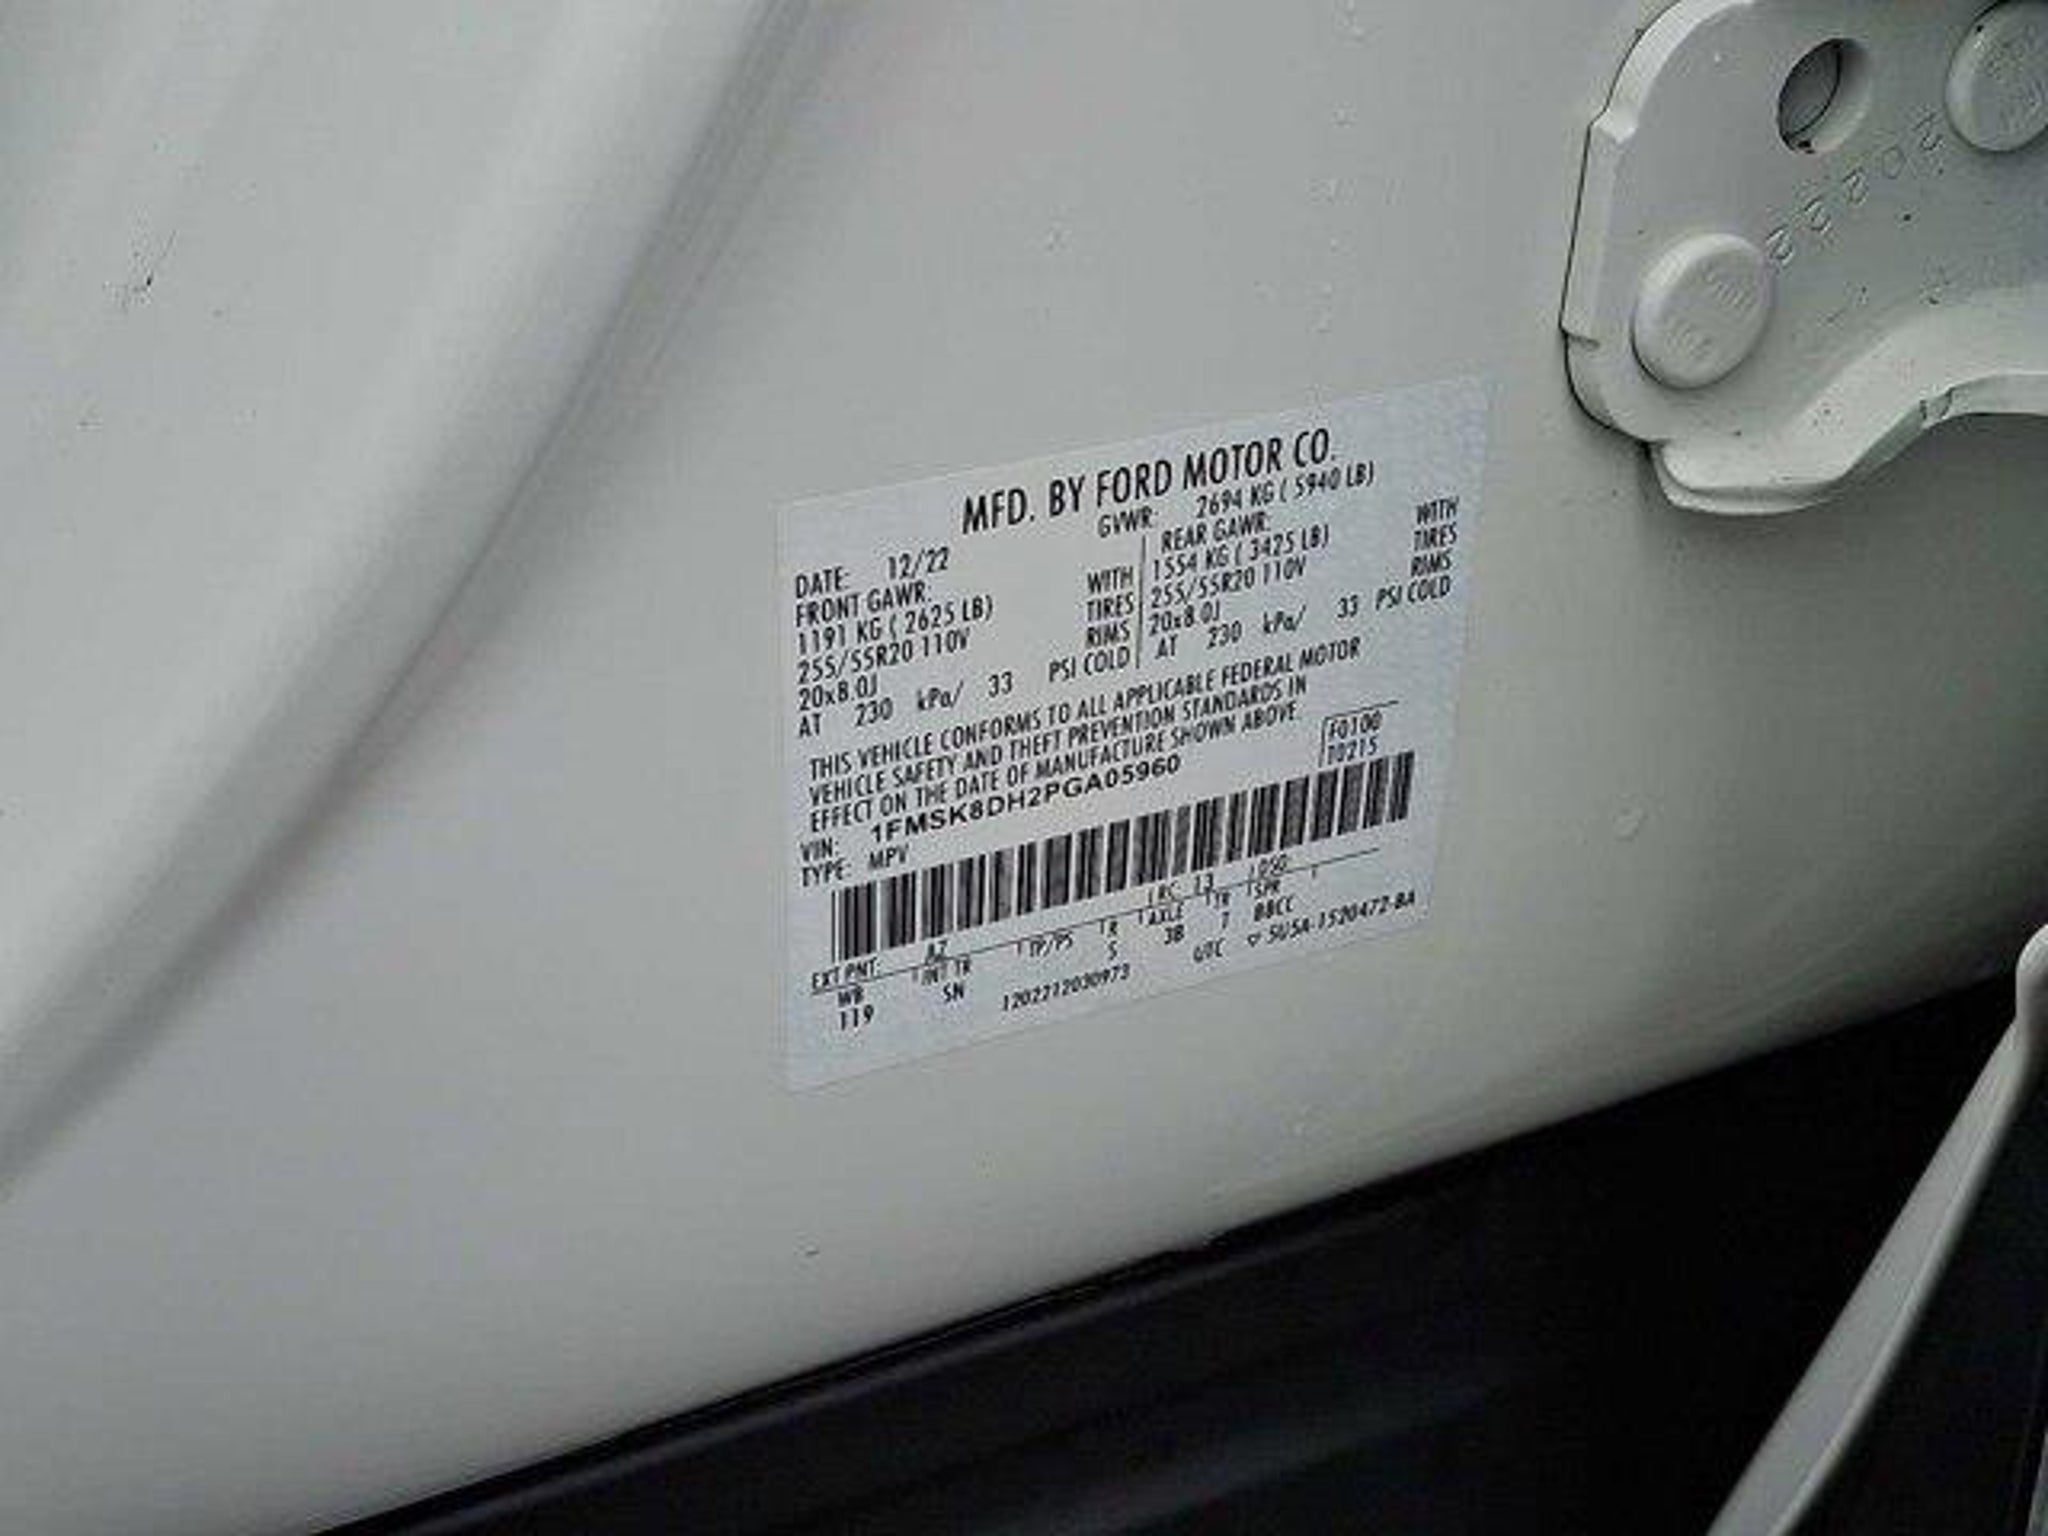 MFD. BY FORD MOTOR CO.
DATE: 12/22
GVWR: 2694 KG ( 5940 LB)
FRONT GAWR:
1191 KG ( 2625 LB) WITH
255/55R20 110V TIRES
20x8.0J RIMS
AT 230 kPa/ 33 PSI COLD
REAR GAWR:
1554 KG ( 3425 LB) WITH
255/55R20 110V TIRES
20x8.0J RIMS
AT 230 kPa/ 33 PSI COLD
THIS VEHICLE CONFORMS TO ALL APPLICABLE FEDERAL MOTOR
VEHICLE SAFETY AND THEFT PREVENTION STANDARDS IN
EFFECT ON THE DATE OF MANUFACTURE SHOWN ABOVE.
VIN: 1FMSK8DH2PGA05960
TYPE: MPV
F0100
T0215
EXT PNT: AZ RC: 13 DSO:
WB INT TR TP/PS R AXLE TR SPR
119 SN S 3B 7 BBCC
1202212030973 UTC ▽ 5U5A-1520472-BA